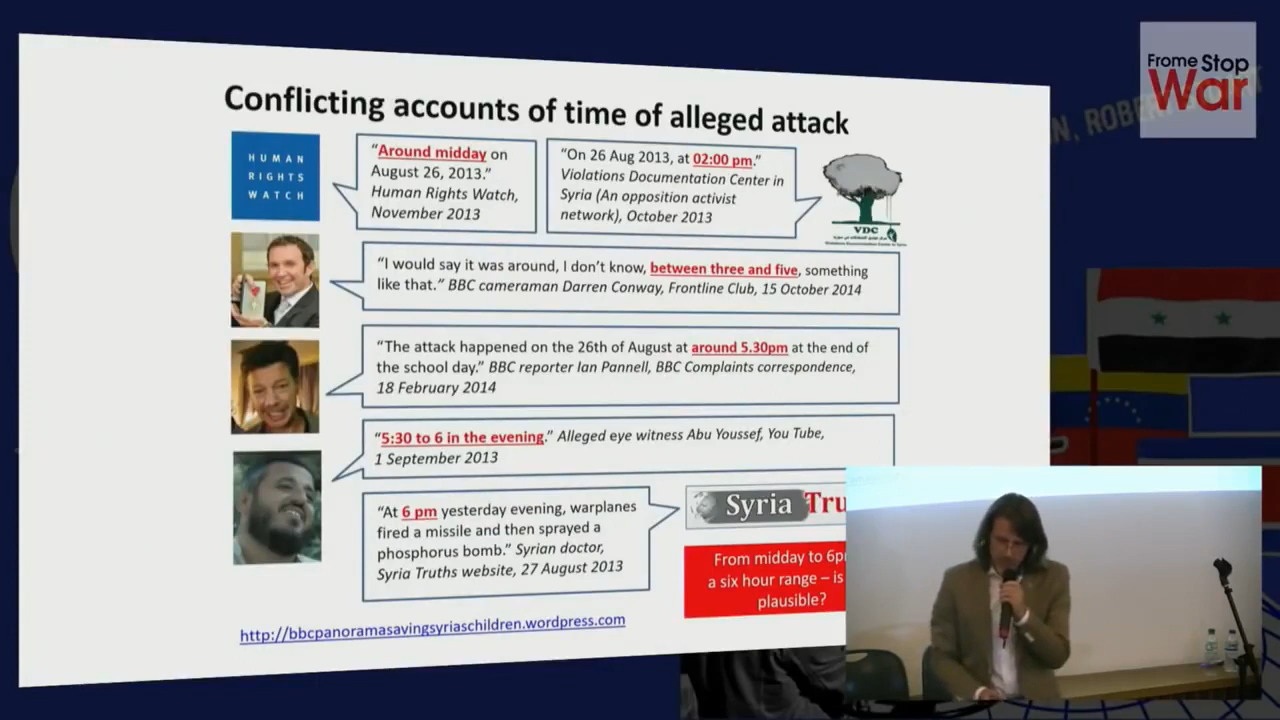 Frome Stop
War
N, ROBER
Conflicting accounts of time of alleged attack
HUMAN
RIGHTS
WATCH
“Around midday on
August 26, 2013.”
Human Rights Watch,
November 2013
“On 26 Aug 2013, at 02:00 pm.”
Violations Documentation Center in
Syria (An opposition activist
network), October 2013
VDC
“I would say it was around, I don’t know, between three and five, something
like that.” BBC cameraman Darren Conway, Frontline Club, 15 October 2014
“The attack happened on the 26th of August at around 5.30pm at the end of
the school day.” BBC reporter Ian Pannell, BBC Complaints correspondence,
18 February 2014
“5:30 to 6 in the evening.” Alleged eye witness Abu Youssef, You Tube,
1 September 2013
“At 6 pm yesterday evening, warplanes
fired a missile and then sprayed a
phosphorus bomb.” Syrian doctor,
Syria Truths website, 27 August 2013
Syria Tru
From midday to 6p
a six hour range – is
plausible?
http://bbcpanoramasavingsyriaschildren.wordpress.com